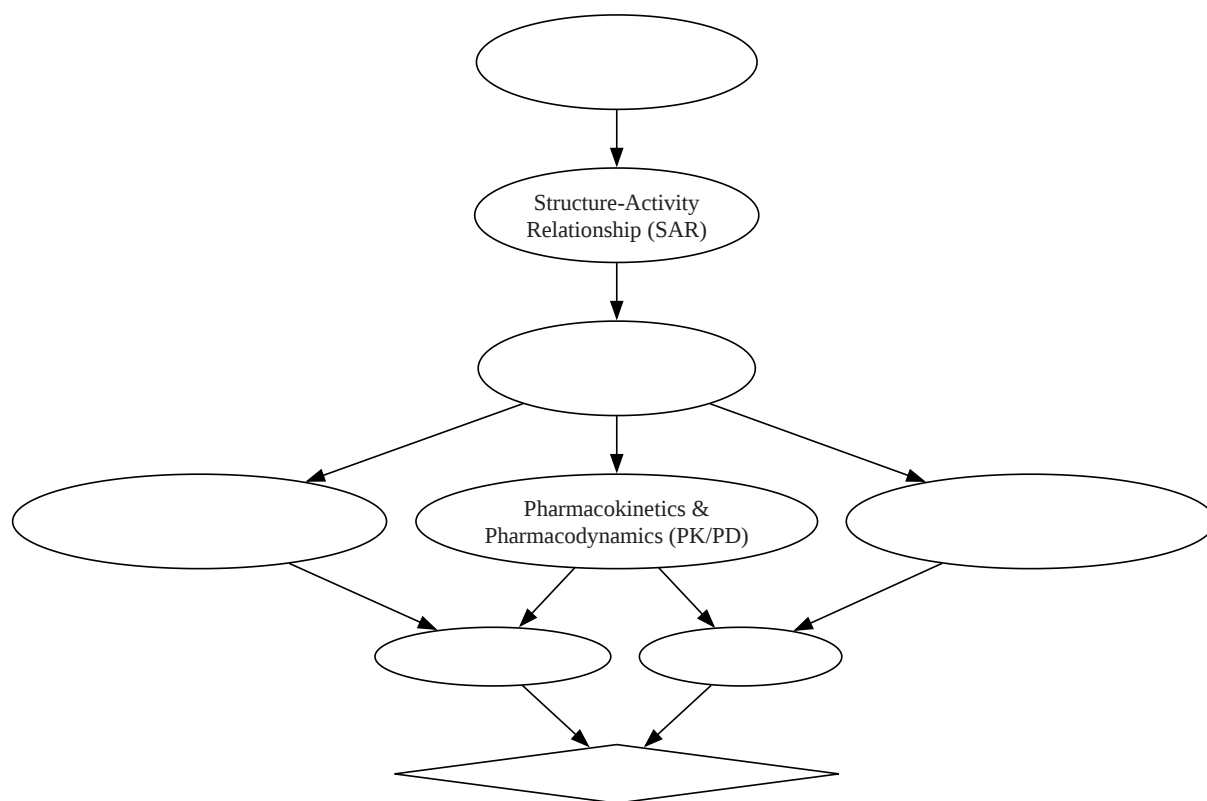 Structure-Activity
Relationship (SAR)
Pharmacokinetics &
Pharmacodynamics (PK/PD)